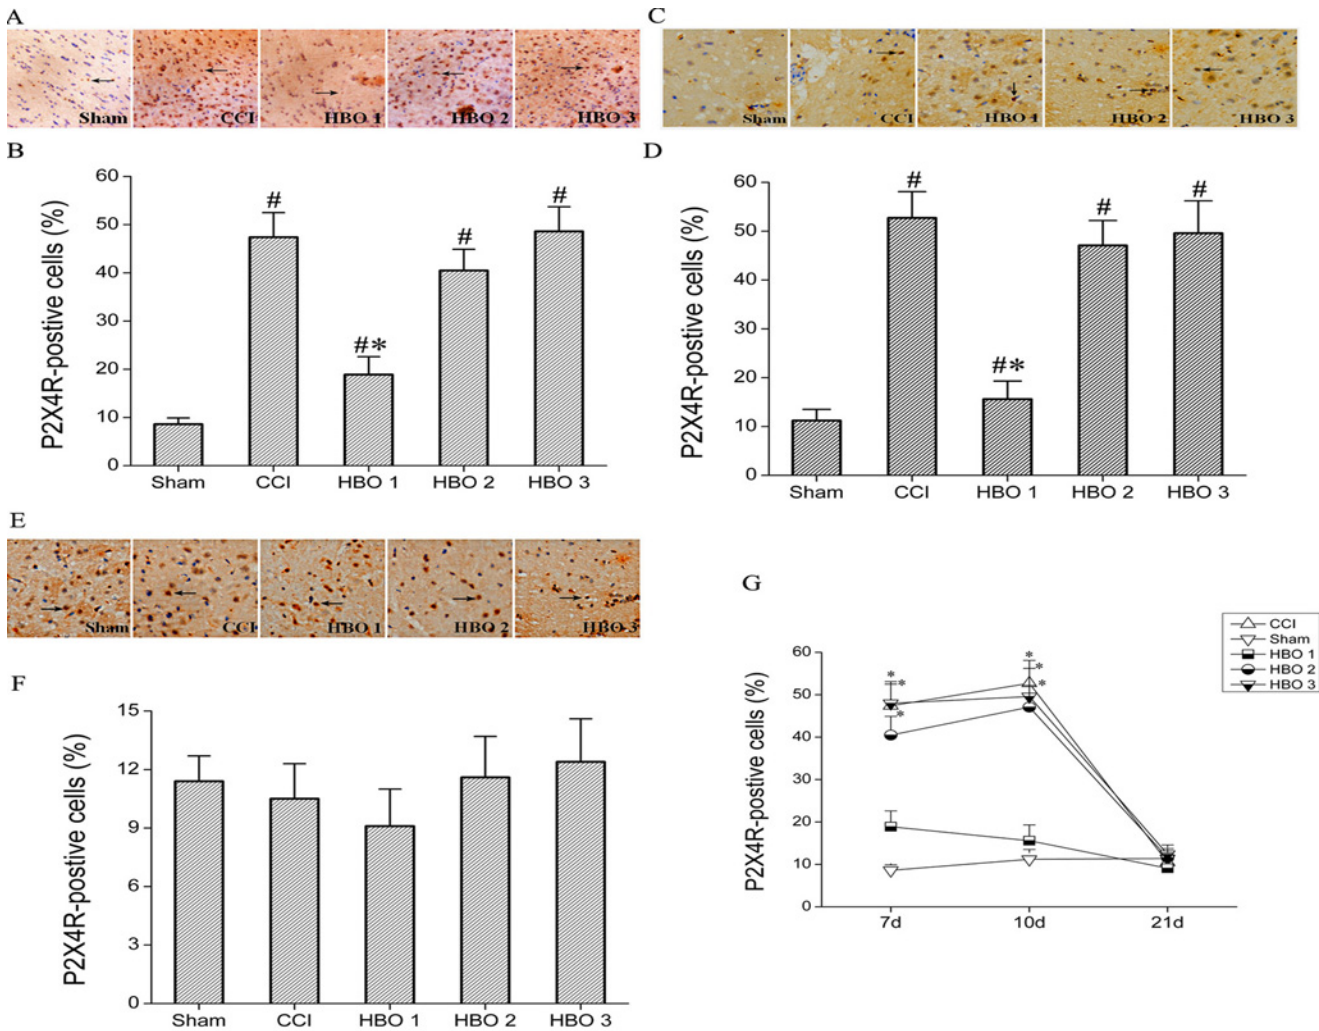 A
Sham CCI HBO 1 HBO 2 HBO 3
B
P2X4R-postive cells (%)
60
50
40
30
20
10
0
#
#*
#
#
Sham CCI HBO 1 HBO 2 HBO 3
C
Sham CCI HBO 1 HBO 2 HBO 3
D
P2X4R-postive cells (%)
60
50
40
30
20
10
0
#
#*
#
#
Sham CCI HBO 1 HBO 2 HBO 3
E
Sham CCI HBO 1 HBO 2 HBO 3
F
P2X4R-postive cells (%)
15
12
9
6
3
0
Sham CCI HBO 1 HBO 2 HBO 3
G
CCI
Sham
HBO 1
HBO 2
HBO 3
P2X4R-postive cells (%)
60
50
40
30
20
10
0
* * *
* * *
7d 10d 21d